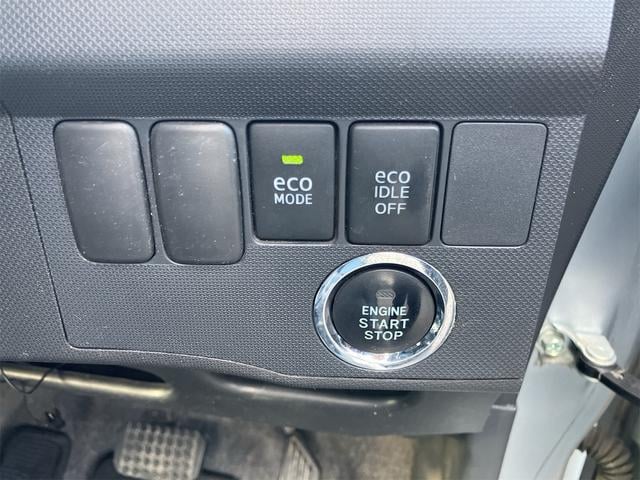 eco
MODE
eco
IDLE
OFF
ENGINE
START
STOP